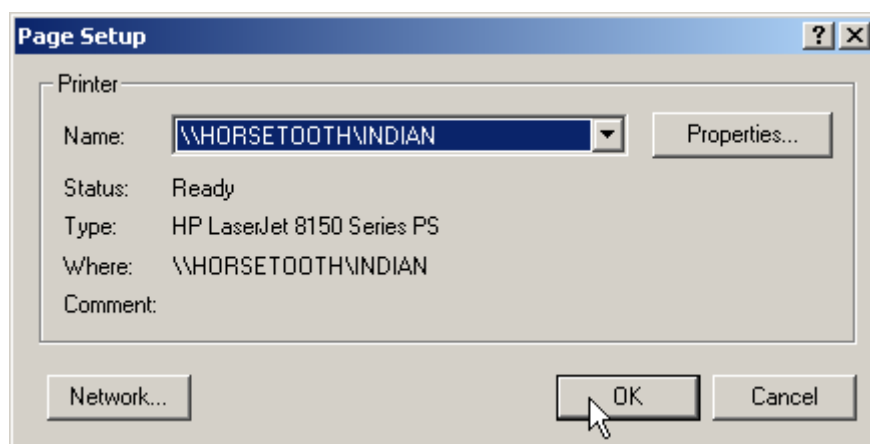 Page Setup
Printer
Name: \\HORSETOOTH\INDIAN Properties...
Status: Ready
Type: HP LaserJet 8150 Series PS
Where: \\HORSETOOTH\INDIAN
Comment:
Network... OK Cancel